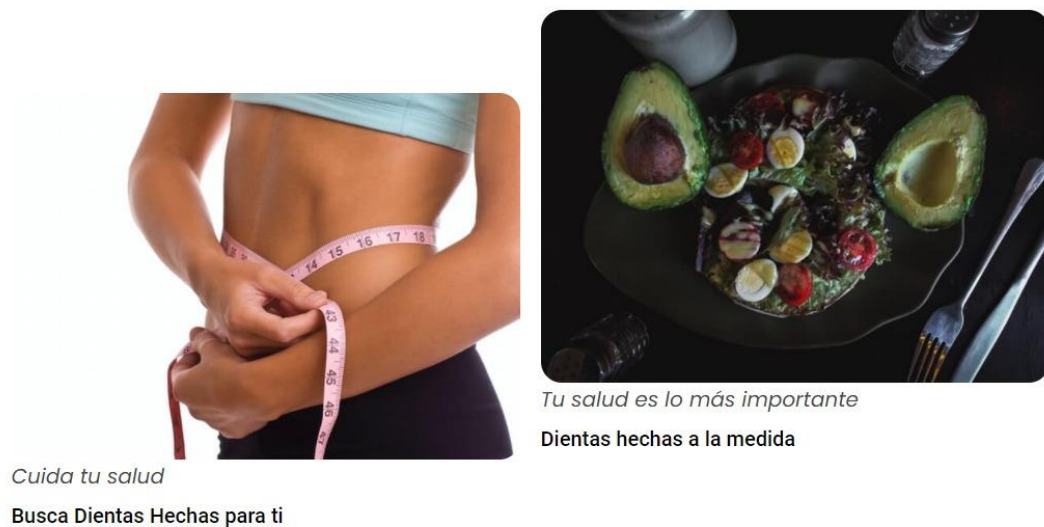 14 15 16 17 18
43
44
45
46
47
Cuida tu salud
Busca Dientas Hechas para ti
Tu salud es lo más importante
Dientas hechas a la medida